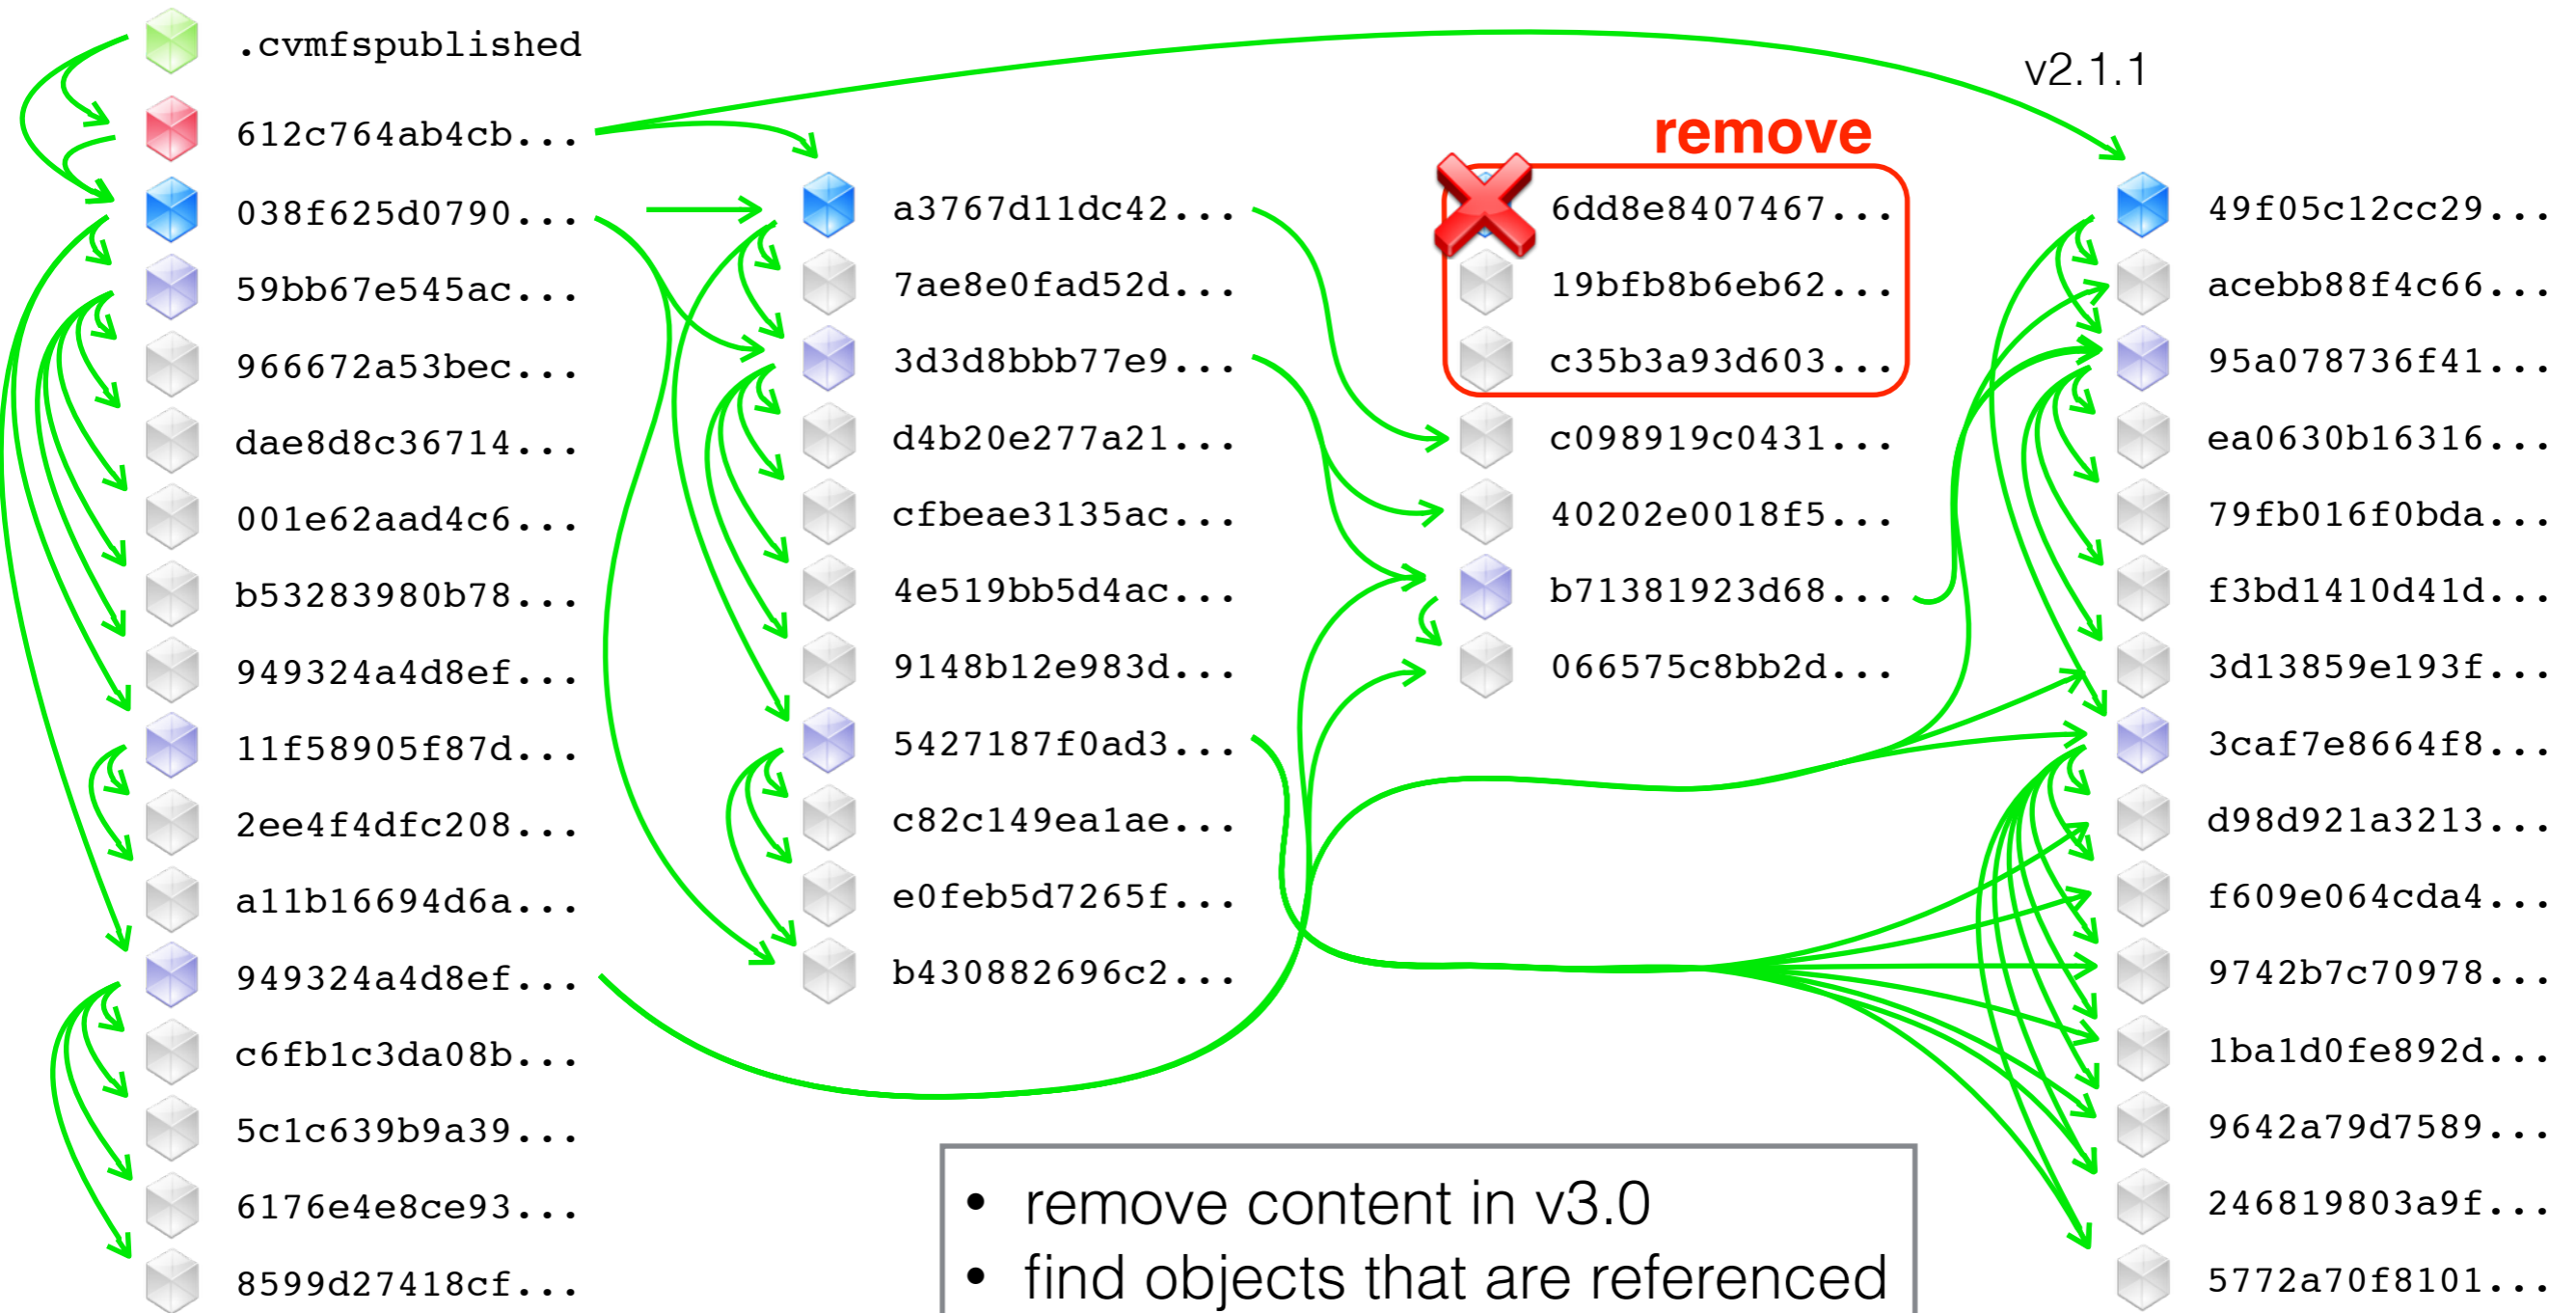 .cvmfspublished
612c764ab4cb...
038f625d0790...
59bb67e545ac...
966672a53bec...
dae8d8c36714...
001e62aad4c6...
b53283980b78...
949324a4d8ef...
11f58905f87d...
2ee4f4dfc208...
a11b16694d6a...
949324a4d8ef...
c6fb1c3da08b...
5c1c639b9a39...
6176e4e8ce93...
8599d27418cf...
a3767d11dc42...
7ae8e0fad52d...
3d3d8bbb77e9...
d4b20e277a21...
cfbeae3135ac...
4e519bb5d4ac...
9148b12e983d...
5427187f0ad3...
c82c149ea1ae...
e0feb5d7265f...
b430882696c2...
remove
6dd8e8407467...
19bfb8b6eb62...
c35b3a93d603...
c098919c0431...
40202e0018f5...
b71381923d68...
066575c8bb2d...
v2.1.1
49f05c12cc29...
acebb88f4c66...
95a078736f41...
ea0630b16316...
79fb016f0bda...
f3bd1410d41d...
3d13859e193f...
3caf7e8664f8...
d98d921a3213...
f609e064cda4...
9742b7c70978...
1ba1d0fe892d...
9642a79d7589...
246819803a9f...
5772a70f8101...
• remove content in v3.0
• find objects that are referenced